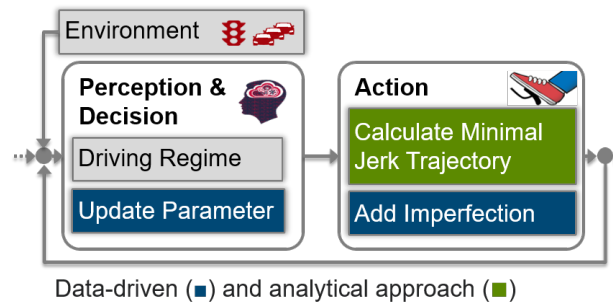 Environment
Perception &
Decision
Driving Regime
Update Parameter
Action
Calculate Minimal
Jerk Trajectory
Add Imperfection
Data-driven (■) and analytical approach (■)